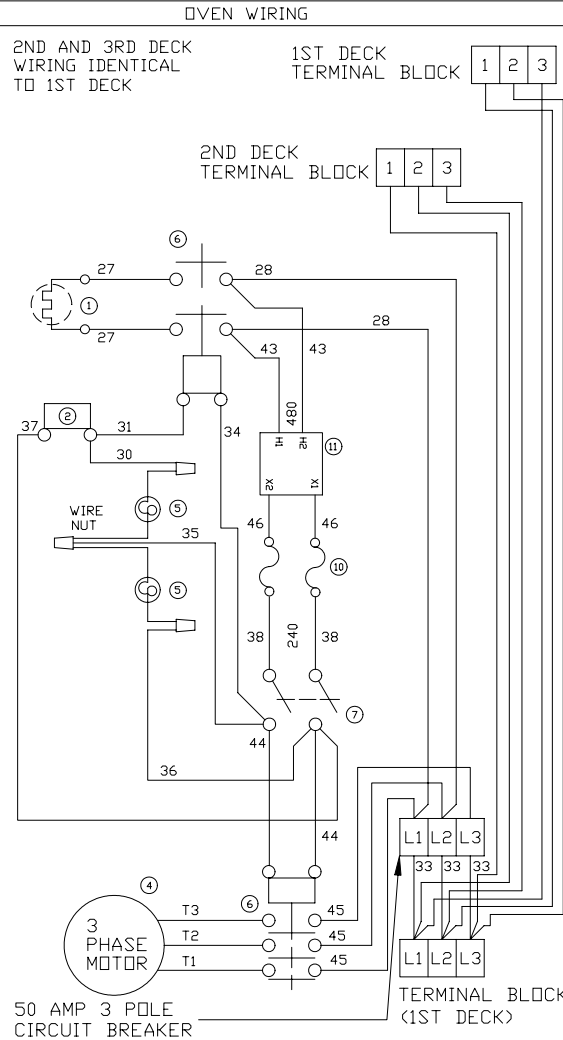 OVEN WIRING
2ND AND 3RD DECK
WIRING IDENTICAL
TO 1ST DECK
1ST DECK
TERMINAL BLOCK
1 2 3
2ND DECK
TERMINAL BLOCK
1 2 3
6
27
28
1
27
28
43
43
480
2
37
31
34
H1
H2
11
30
X2
X1
5
WIRE
NUT
46
46
35
10
5
38
240
38
7
44
36
44
L1 L2 L3
33 33 33
4
6
T3
45
3
PHASE
MOTOR
T2
45
T1
45
L1 L2 L3
TERMINAL BLOCK
(1ST DECK)
50 AMP 3 POLE
CIRCUIT BREAKER